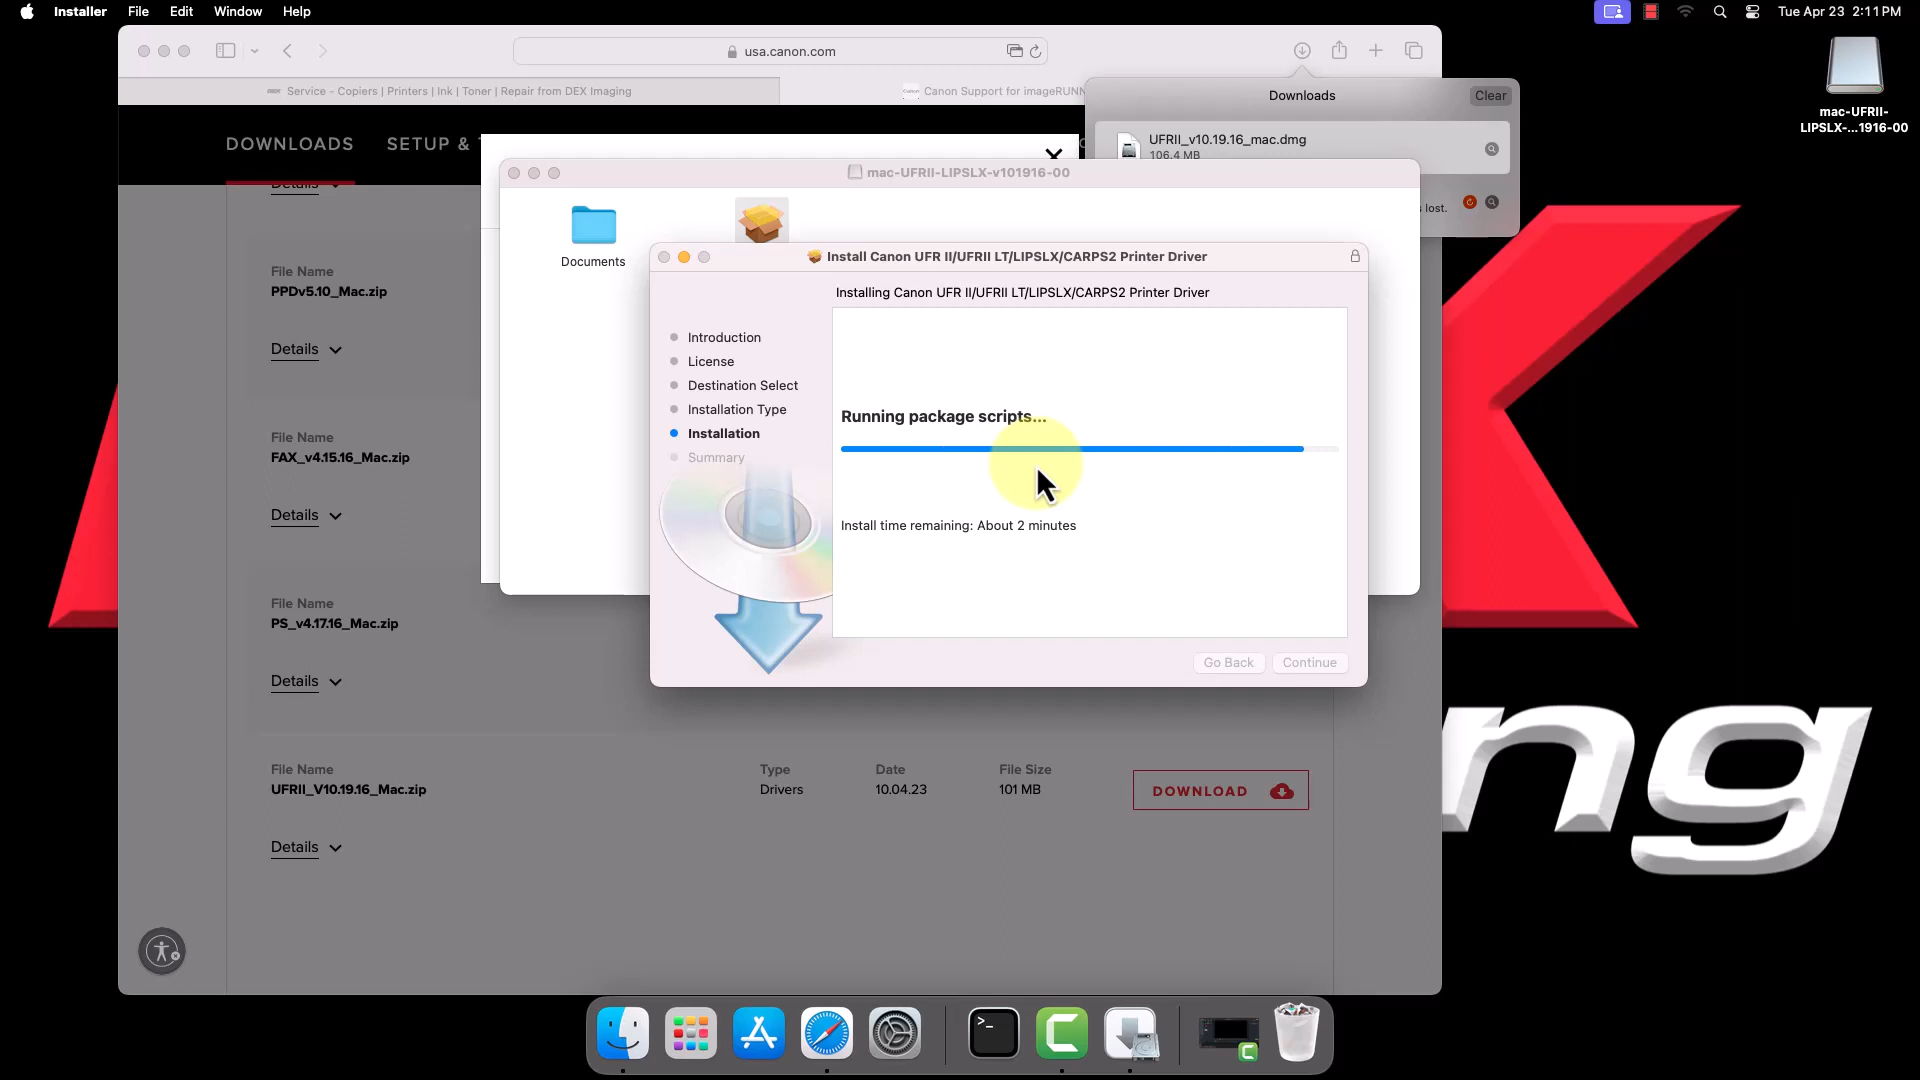 Installer File Edit Window Help
Tue Apr 23 2:11 PM
usa.canon.com
Service - Copiers | Printers | Ink | Toner | Repair from DEX Imaging
Canon Support for imageRUNN
Downloads Clear
UFRII_v10.19.16_mac.dmg
106.4 MB
lost.
mac-UFRII-
LIPSLX-...1916-00
DOWNLOADS SETUP &
Details
mac-UFRII-LIPSLX-v101916-00
Documents
Install Canon UFR II/UFRII LT/LIPSLX/CARPS2 Printer Driver
Installing Canon UFR II/UFRII LT/LIPSLX/CARPS2 Printer Driver
Introduction
License
Destination Select
Installation Type
Installation
Summary
Running package scripts...
Install time remaining: About 2 minutes
Go Back Continue
File Name
PPDv5.10_Mac.zip
Details
File Name
FAX_v4.15.16_Mac.zip
Details
File Name
PS_v4.17.16_Mac.zip
Details
File Name Type Date File Size
UFRII_V10.19.16_Mac.zip Drivers 10.04.23 101 MB
DOWNLOAD
Details
ng